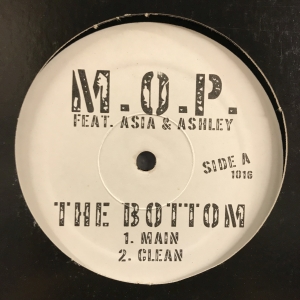 M.O.P.
FEAT. ASIA & ASHLEY
SIDE A
1016
THE BOTTOM
1. MAIN
2. CLEAN